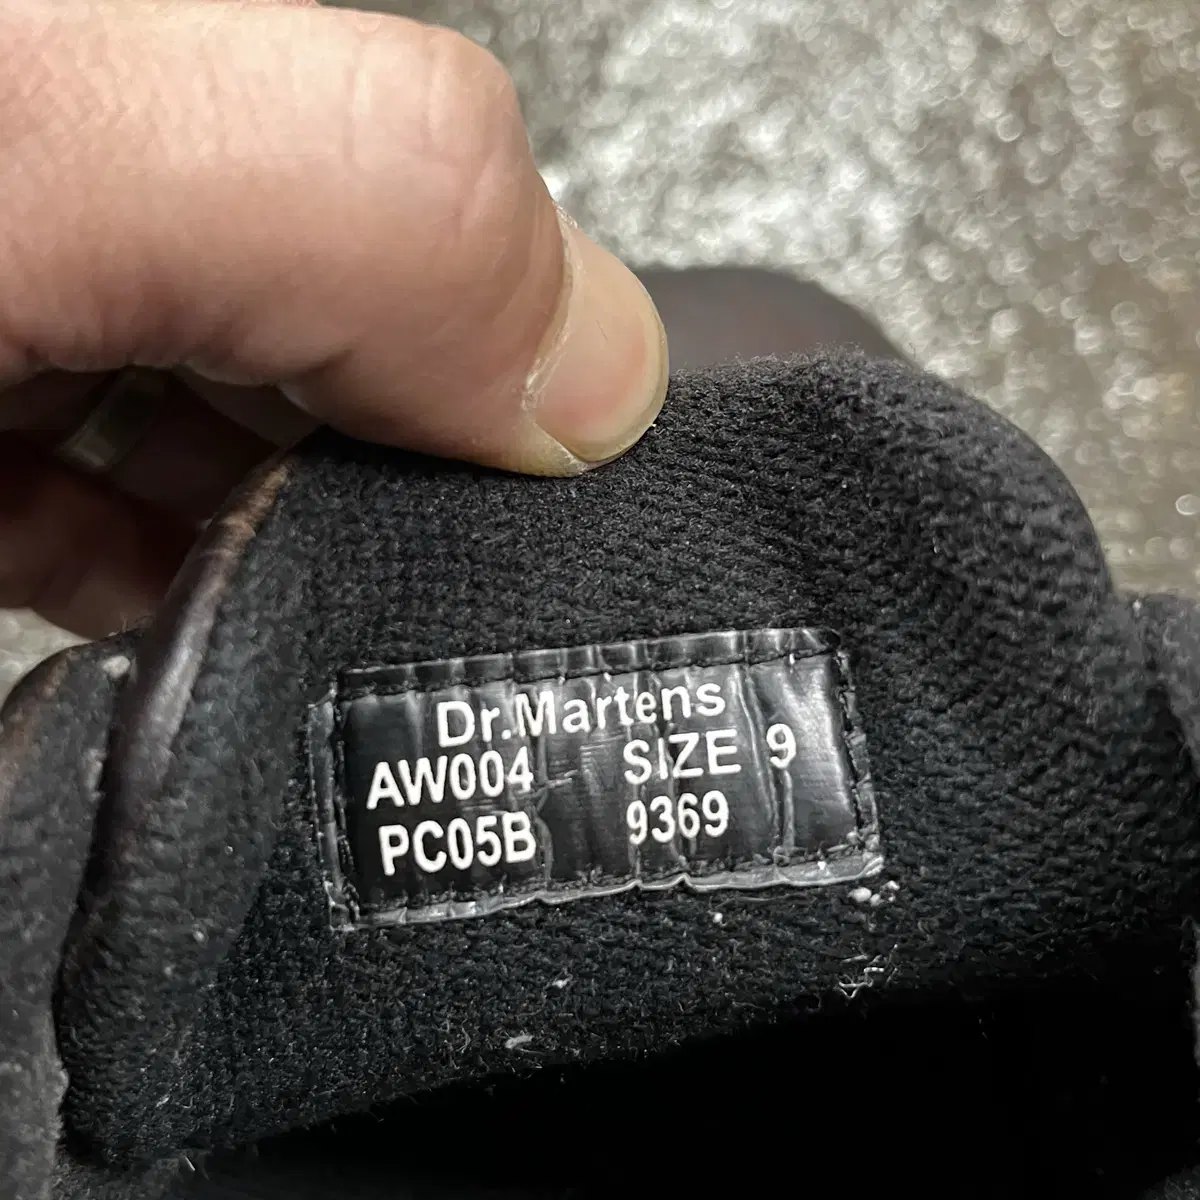 Dr.Martens
AW004 SIZE 9
PC05B 9369